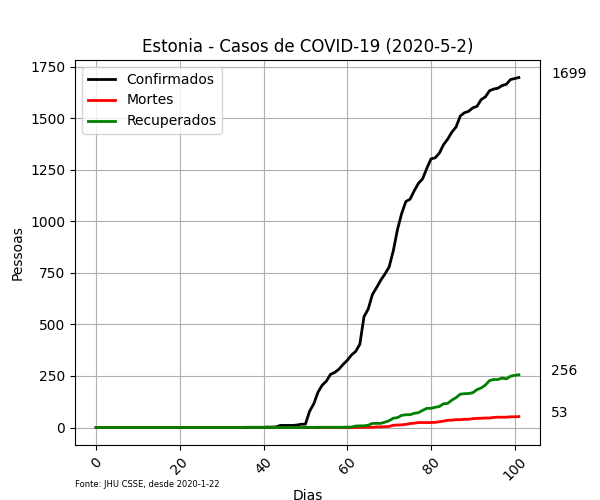 Estonia - Casos de COVID-19 (2020-5-2)
Confirmados
Mortes
Recuperados
1750
1500
1250
1000
750
500
250
0
Pessoas
1699
256
53
0
20
40
60
80
100
Fonte: JHU CSSE, desde 2020-1-22
Dias